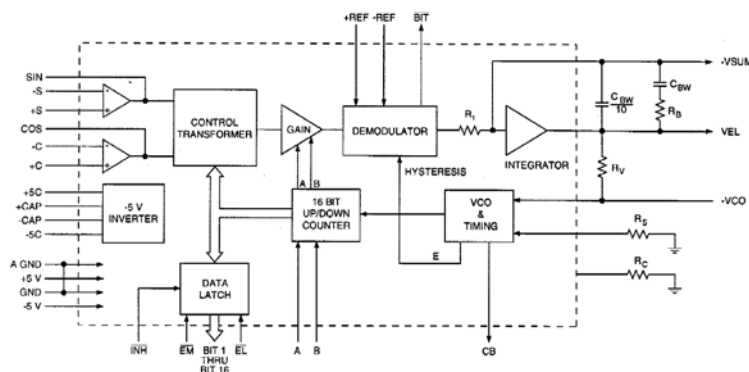 +REF -REF BIT
SIN
-S
+S
COS
-C
+C
CONTROL
TRANSFORMER
GAIN
DEMODULATOR
R1
INTEGRATOR
CBW
10
CBW
RB
-VSUM
VEL
RV
-VCO
HYSTERESIS
A B
+5C
+CAP
-CAP
-5C
-5 V
INVERTER
16 BIT
UP/DOWN
COUNTER
VCO
&
TIMING
RS
E
RC
A GND
+5 V
GND
-5 V
DATA
LATCH
INH
EM
EL
BIT 1
THRU
BIT 16
A B
CB